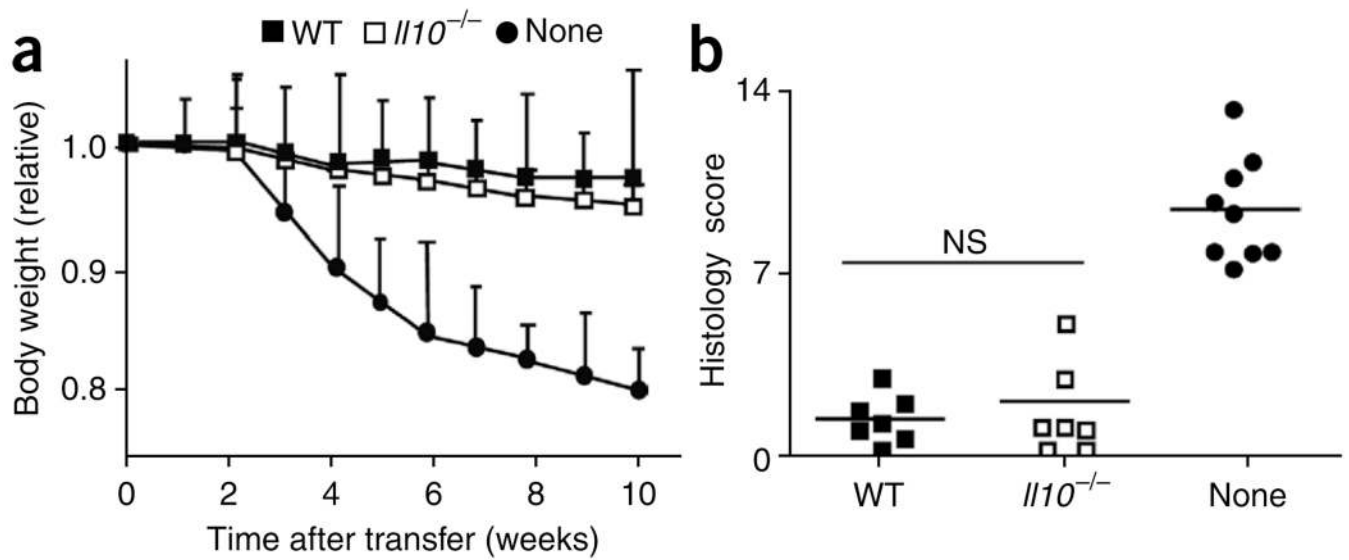 a
WT Il10−/− None
Body weight (relative)
1.0
0.9
0.8
0 2 4 6 8 10
Time after transfer (weeks)
b
Histology score
14
7
0
NS
WT Il10−/− None